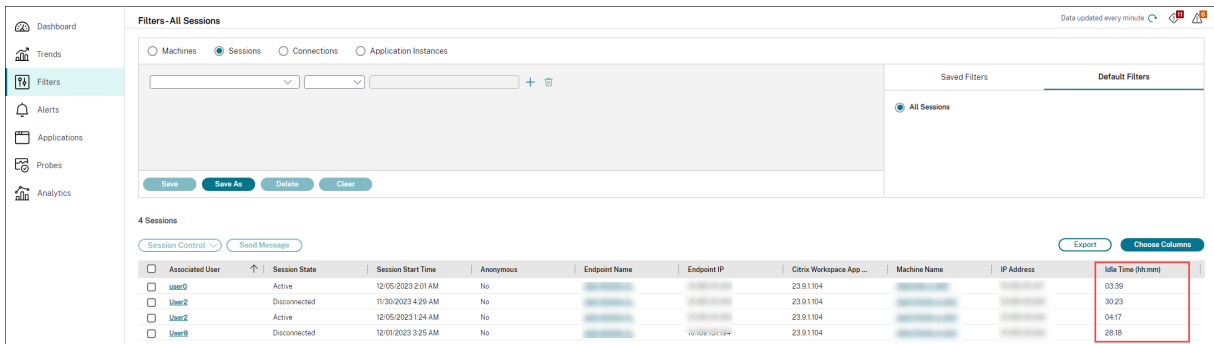 Dashboard
Trends
Filters
Alerts
Applications
Probes
Analytics
Filters - All Sessions
Data updated every minute
11
6
Machines Sessions Connections Application Instances
Saved Filters Default Filters
All Sessions
Save Save As Delete Clear
4 Sessions
Session Control Send Message
Export Choose Columns
Associated User Session State Session Start Time Anonymous Endpoint Name Endpoint IP Citrix Workspace App ... Machine Name IP Address Idle Time (hh:mm)
user0 Active 12/05/2023 2:01 AM No 23.9.1.104 03:39
User2 Disconnected 11/30/2023 4:29 AM No 23.9.1.104 30:23
User2 Active 12/05/2023 1:24 AM No 23.9.1.104 04:17
User8 Disconnected 12/01/2023 3:25 AM No 23.9.1.104 28:18